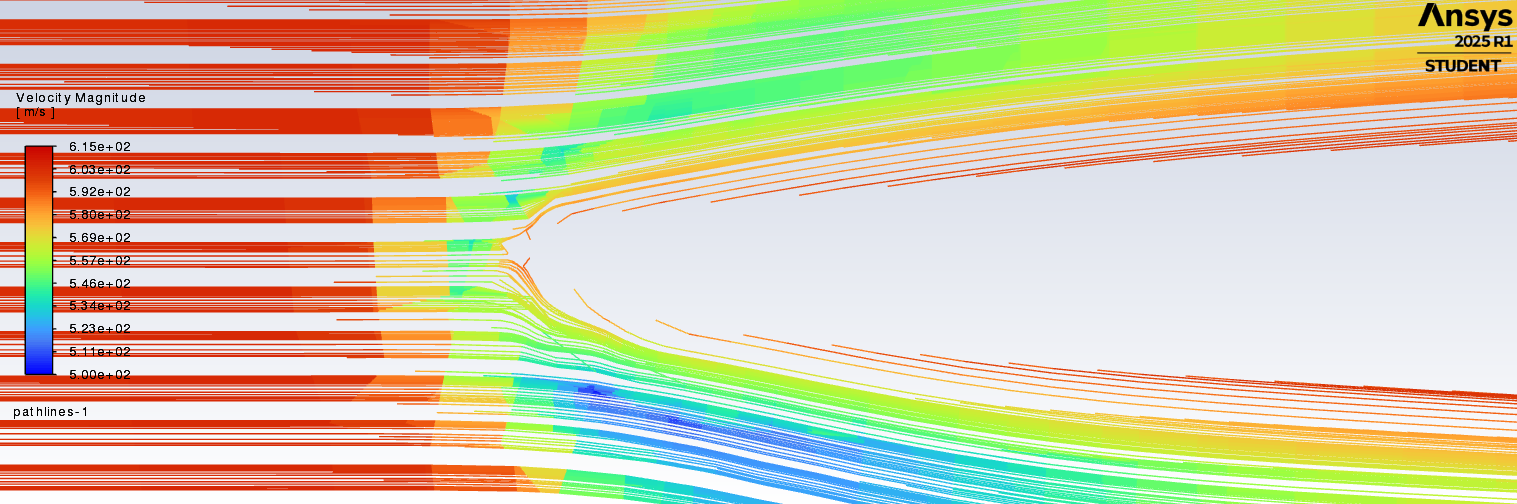 Ansys
2025 R1
STUDENT
Velocity Magnitude
[ m/s ]
6.15e+02
6.03e+02
5.92e+02
5.80e+02
5.69e+02
5.57e+02
5.46e+02
5.34e+02
5.23e+02
5.11e+02
5.00e+02
pathlines-1